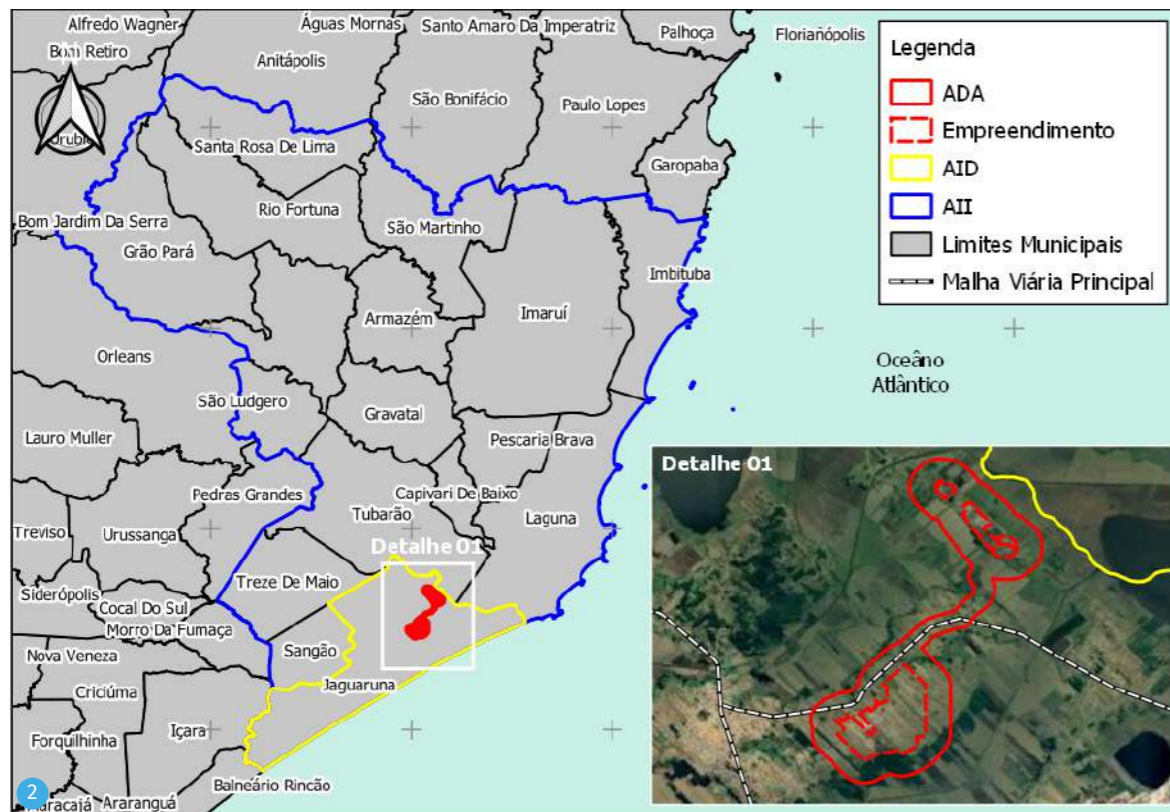 Alfredo Wagner
Águas Mornas
Santo Amaro Da Imperatriz
Palhoça
Florianópolis
Bom Retiro
Anitápolis
São Bonifácio
Paulo Lopes
Santa Rosa De Lima
Garopaba
Rio Fortuna
Bom Jardim Da Serra
São Martinho
Grão Pará
Imbituba
Armazém
Imaruí
Orleans
São Ludgero
Gravatal
Lauro Muller
Pescaria Brava
Pedras Grandes
Capivari De Baixo
Tubarão
Laguna
Treviso
Urussanga
Detalhe 01
Treze De Maio
Siderópolis
Cocal Do Sul
Morro Da Fumaça
Sangão
Nova Veneza
Jaguaruna
Criciúma
Içara
Forquilhinha
Balneário Rincão
Araranguá
2
Oceâno
Atlântico
Legenda
ADA
Empreendimento
AID
AII
Limites Municipais
Malha Viária Principal
Detalhe 01